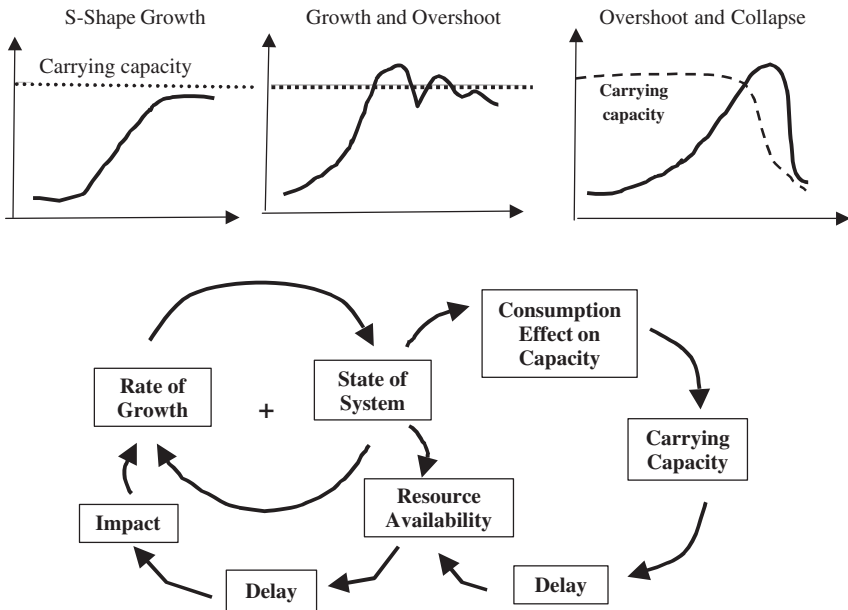 S-Shape Growth
Growth and Overshoot
Overshoot and Collapse
Carrying capacity
Carrying
capacity
Consumption
Effect on
Capacity
Rate of
Growth
+
State of
System
Carrying
Capacity
Resource
Availability
Impact
Delay
Delay